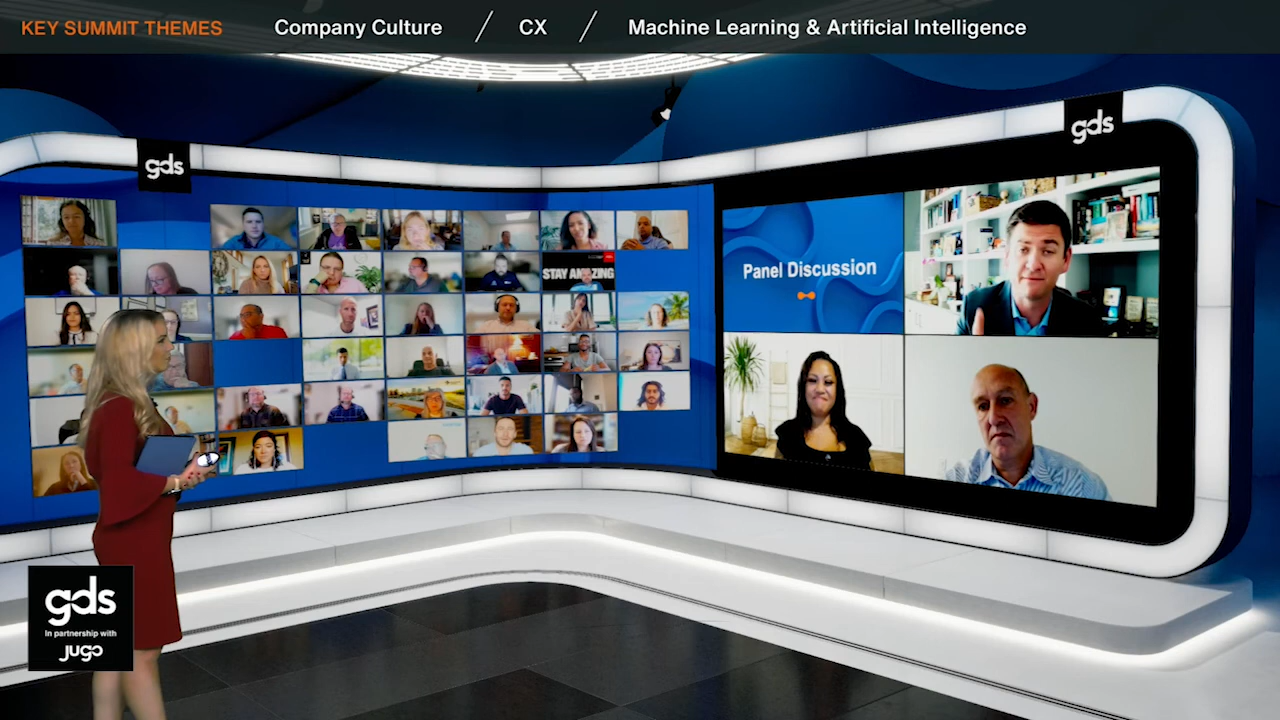 KEY SUMMIT THEMES Company Culture / CX / Machine Learning & Artificial Intelligence
gds
gds
Panel Discussion
STAY AMAZING
gds
In partnership with
jugo